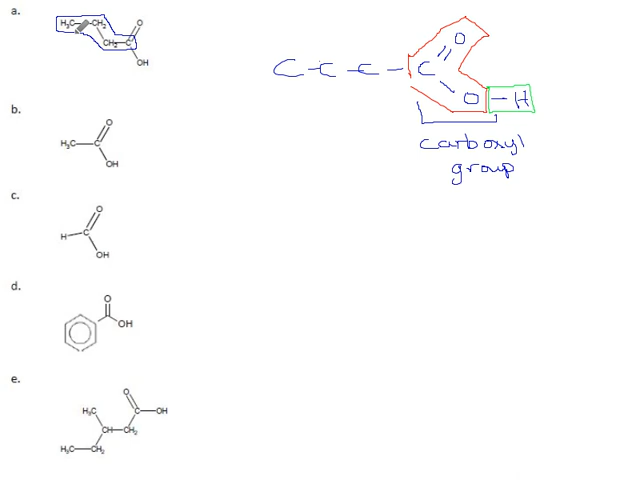 a.
H₃C CH₂ O
CH₂ C
OH
C - C - C - C O
O - H
carboxyl
group
b.
O
H₃C C
OH
c.
O
H C
OH
d.
O
OH
e.
O
H₃C C OH
CH CH₂
H₃C CH₂